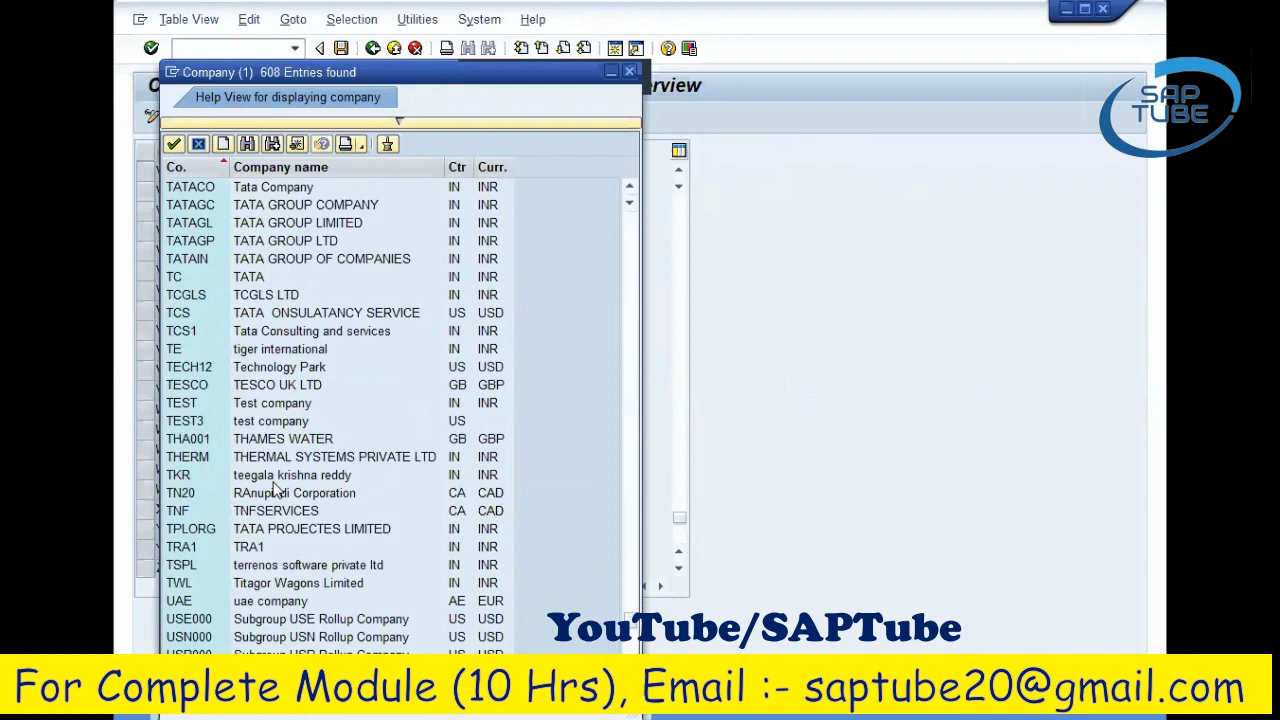 Table View Edit Goto Selection Utilities System Help
Company (1) 608 Entries found
erview
Help View for displaying company
SAP
TUBE
Co. Company name Ctr Curr.
TATACO Tata Company IN INR
TATAGC TATA GROUP COMPANY IN INR
TATAGL TATA GROUP LIMITED IN INR
TATAGP TATA GROUP LTD IN INR
TATAIN TATA GROUP OF COMPANIES IN INR
TC TATA IN INR
TCGLS TCGLS LTD IN INR
TCS TATA ONSULATANCY SERVICE US USD
TCS1 Tata Consulting and services IN INR
TE tiger international IN INR
TECH12 Technology Park US USD
TESCO TESCO UK LTD GB GBP
TEST Test company IN INR
TEST3 test company US
THA001 THAMES WATER GB GBP
THERM THERMAL SYSTEMS PRIVATE LTD IN INR
TKR teegala krishna reddy IN INR
TN20 Corporation CA CAD
TNF TNFSERVICES CA CAD
TPLORG TATA PROJECTES LIMITED IN INR
TRA1 TRA1 IN INR
TSPL terrenos software private ltd IN INR
TWL Titagor Wagons Limited IN INR
UAE uae company AE EUR
USE000 Subgroup USE Rollup Company US USD
USN000 Subgroup USN Rollup Company US USD
YouTube/SAPTube
For Complete Module (10 Hrs), Email :- saptube20@gmail.com